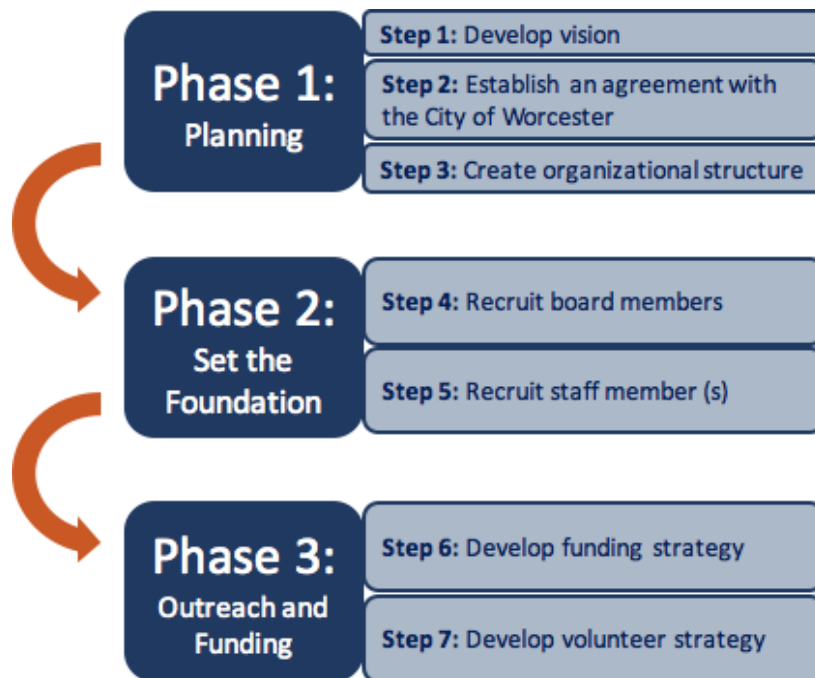 Phase 1:
Planning
Step 1: Develop vision
Step 2: Establish an agreement with
the City of Worcester
Step 3: Create organizational structure
Phase 2:
Set the
Foundation
Step 4: Recruit board members
Step 5: Recruit staff member (s)
Phase 3:
Outreach and
Funding
Step 6: Develop funding strategy
Step 7: Develop volunteer strategy